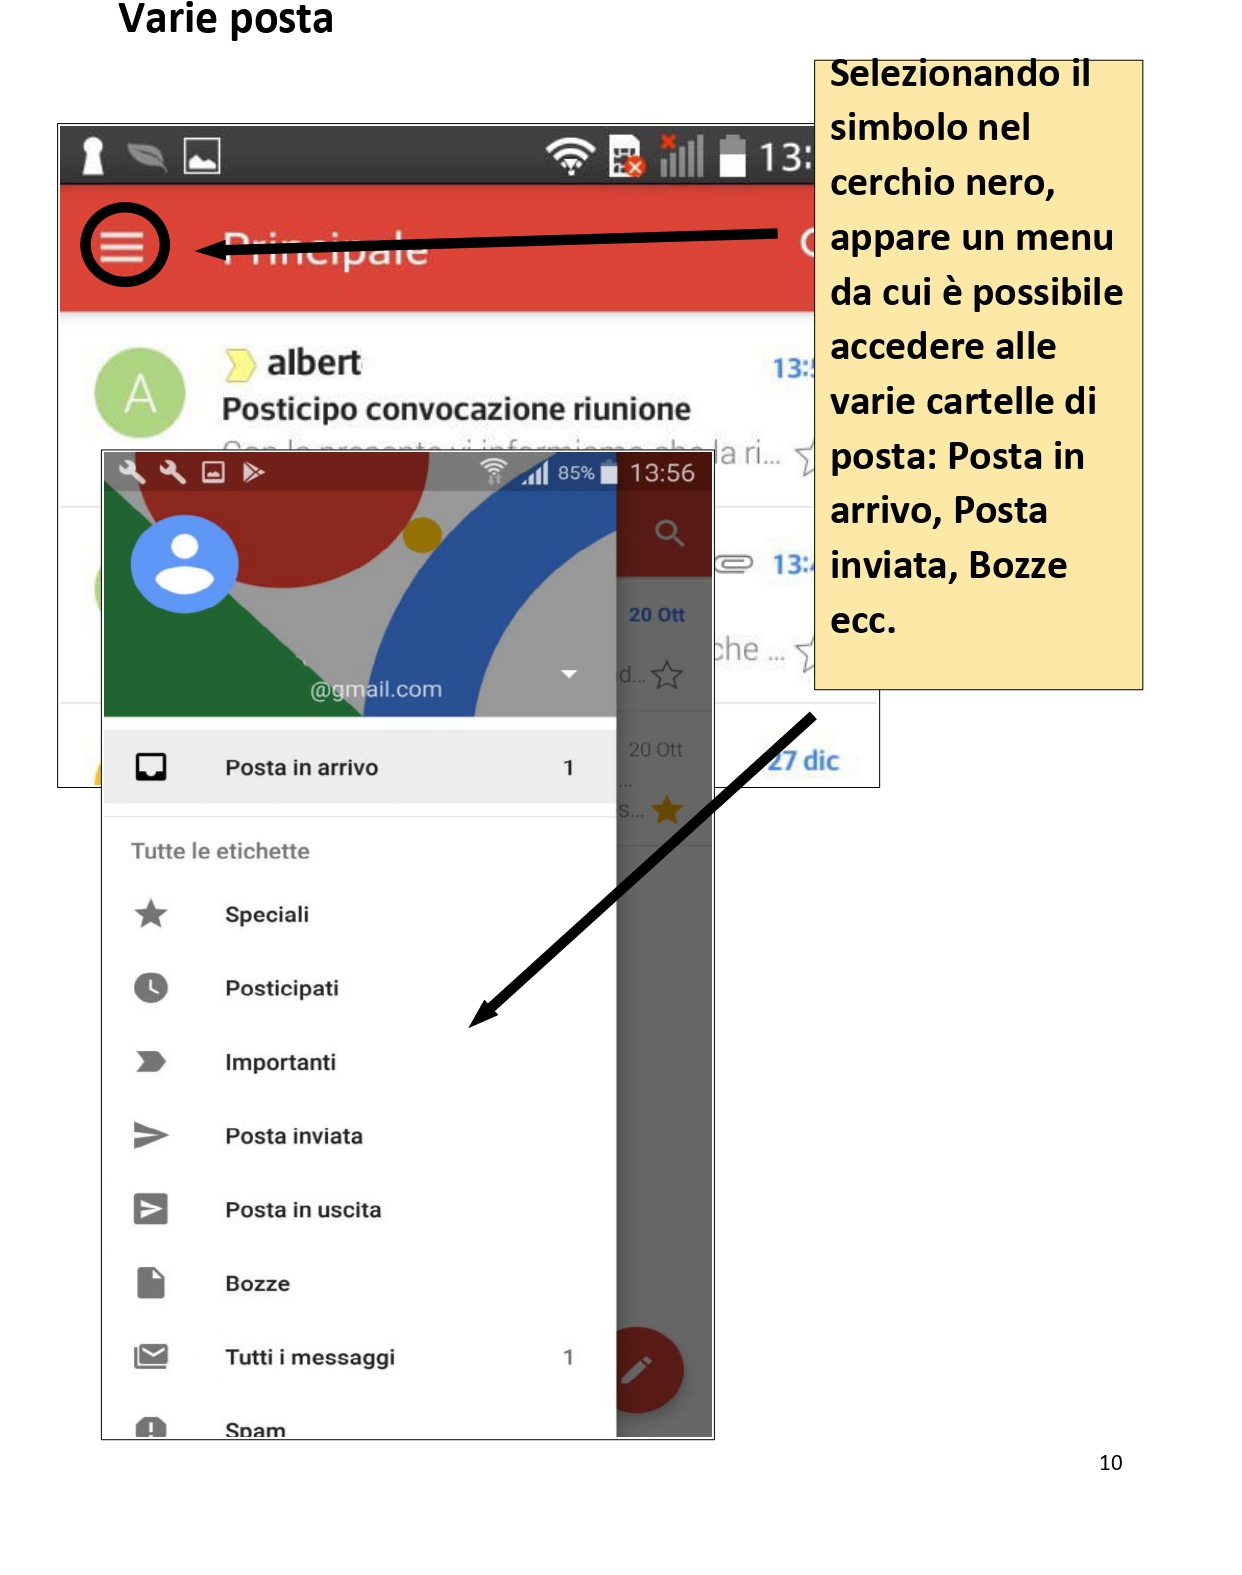 Varie posta
Selezionando il
simbolo nel
cerchio nero,
appare un menu
da cui è possibile
accedere alle
varie cartelle di
posta: Posta in
arrivo, Posta
inviata, Bozze
ecc.
13:
Principale
A
albert
13:
Posticipo convocazione riunione
la ri...
13:
che ...
27 dic
85% 13:56
20 Ott
@gmail.com
d...
20 Ott
...
s...
Posta in arrivo 1
Tutte le etichette
Speciali
Posticipati
Importanti
Posta inviata
Posta in uscita
Bozze
Tutti i messaggi 1
Spam
10